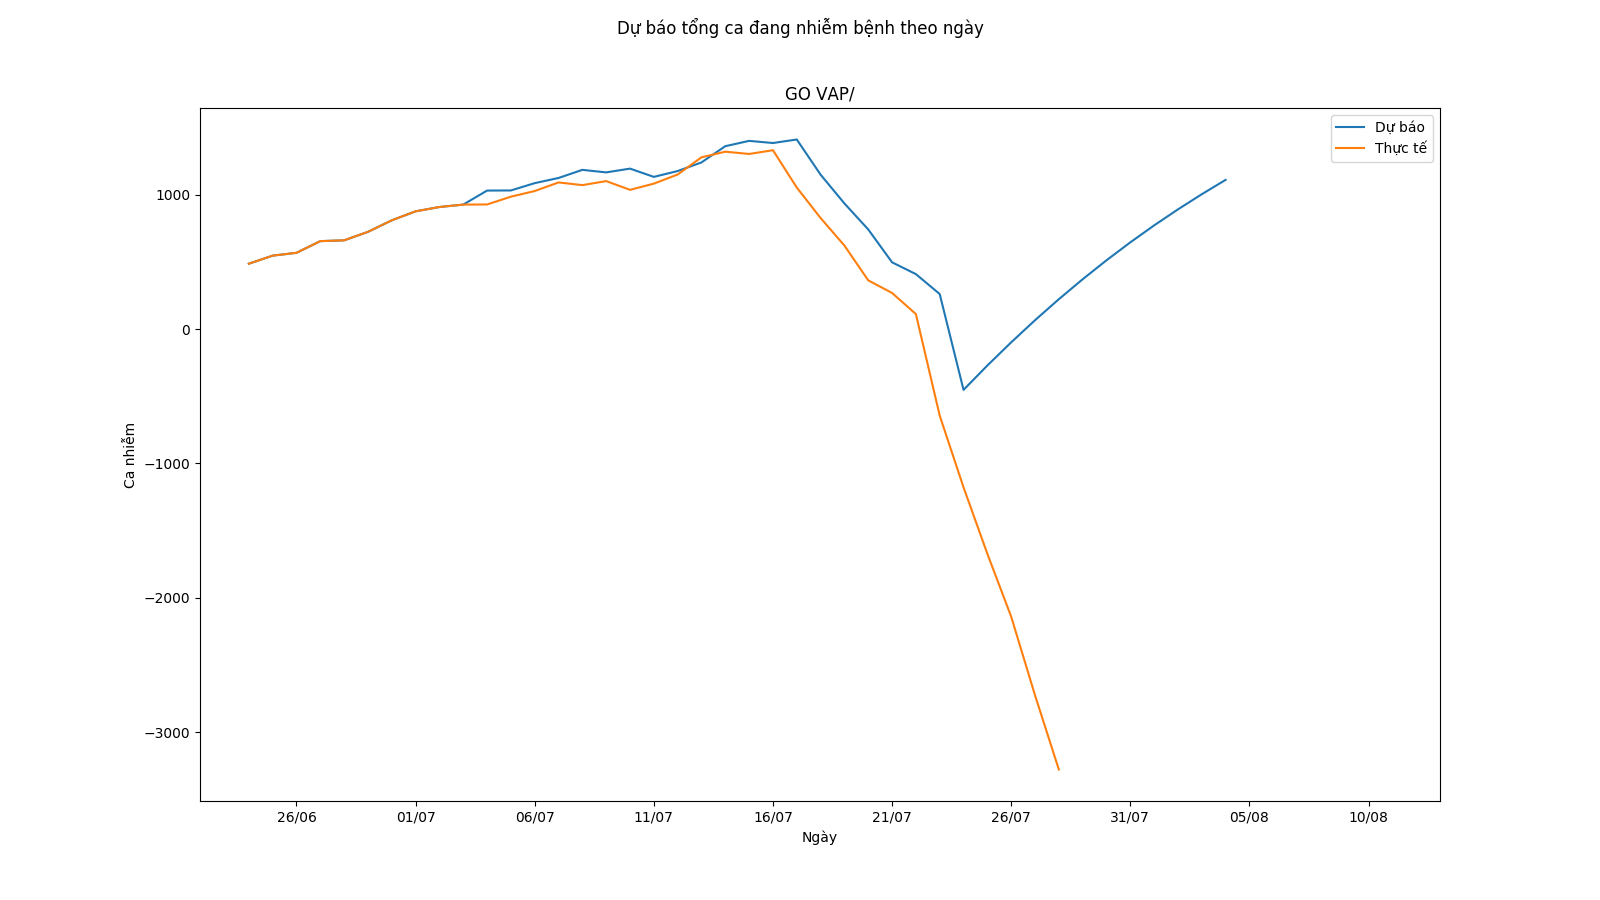 Dự báo tổng ca đang nhiễm bệnh theo ngày
GO VAP/
Dự báo
Thực tế
1000
0
−1000
−2000
−3000
Ca nhiễm
26/06
01/07
06/07
11/07
16/07
21/07
26/07
31/07
05/08
10/08
Ngày